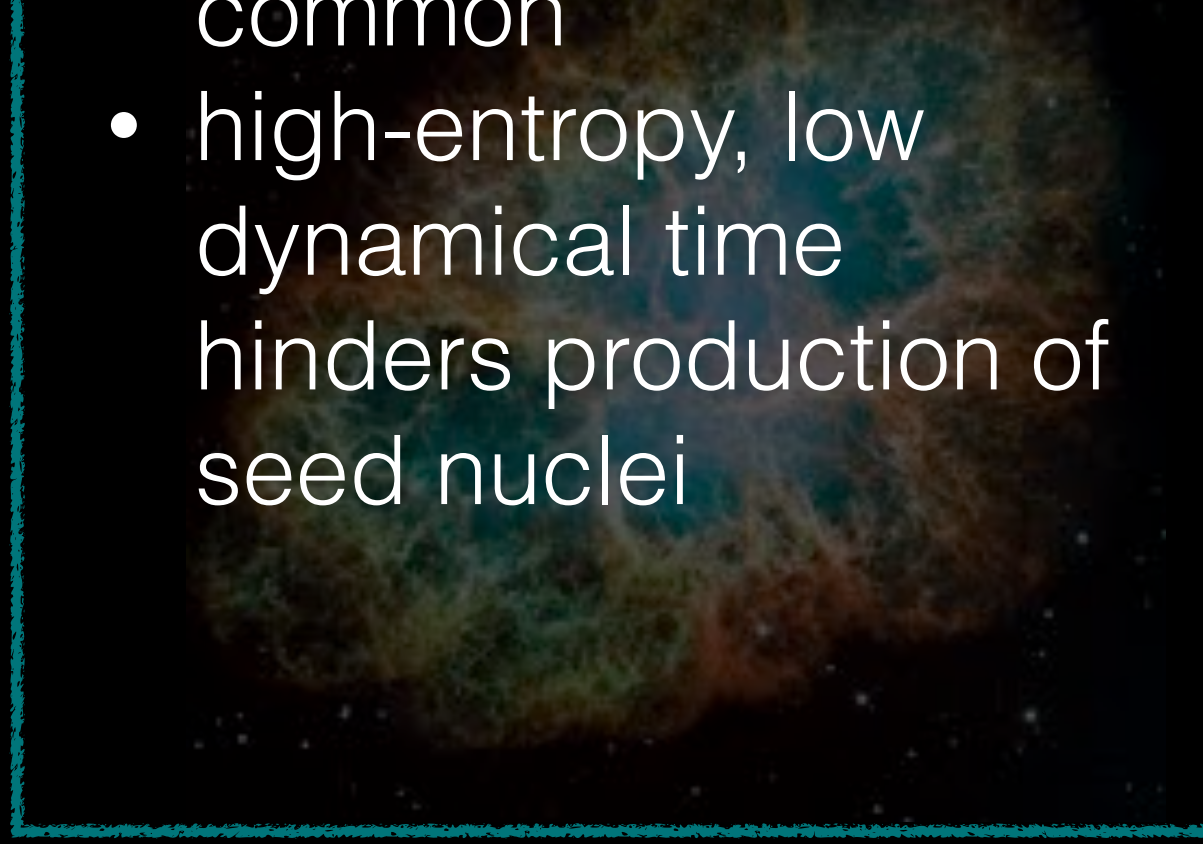 common
• high-entropy, low
dynamical time
hinders production of
seed nuclei